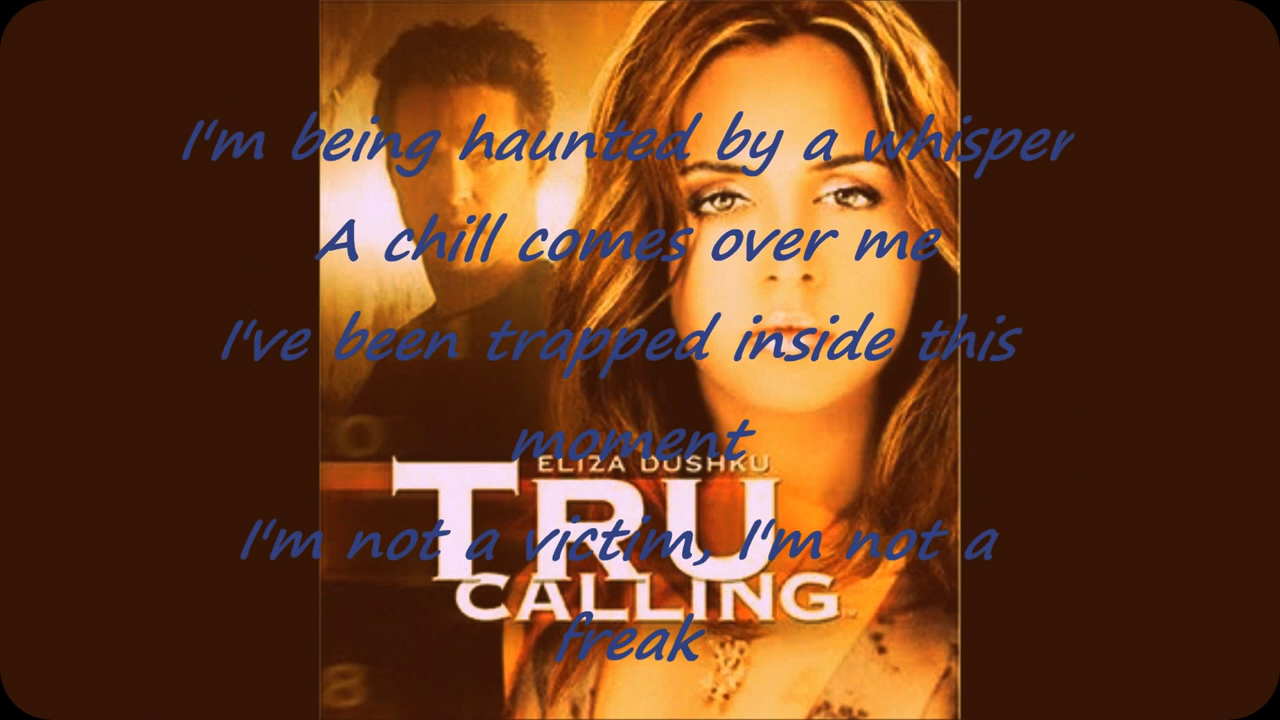 I'm being haunted by a whisper
A chill comes over me
I've been trapped inside this
moment
ELIZA DUSHKU
TRU
I'm not a victim, I'm not a
CALLING
freak